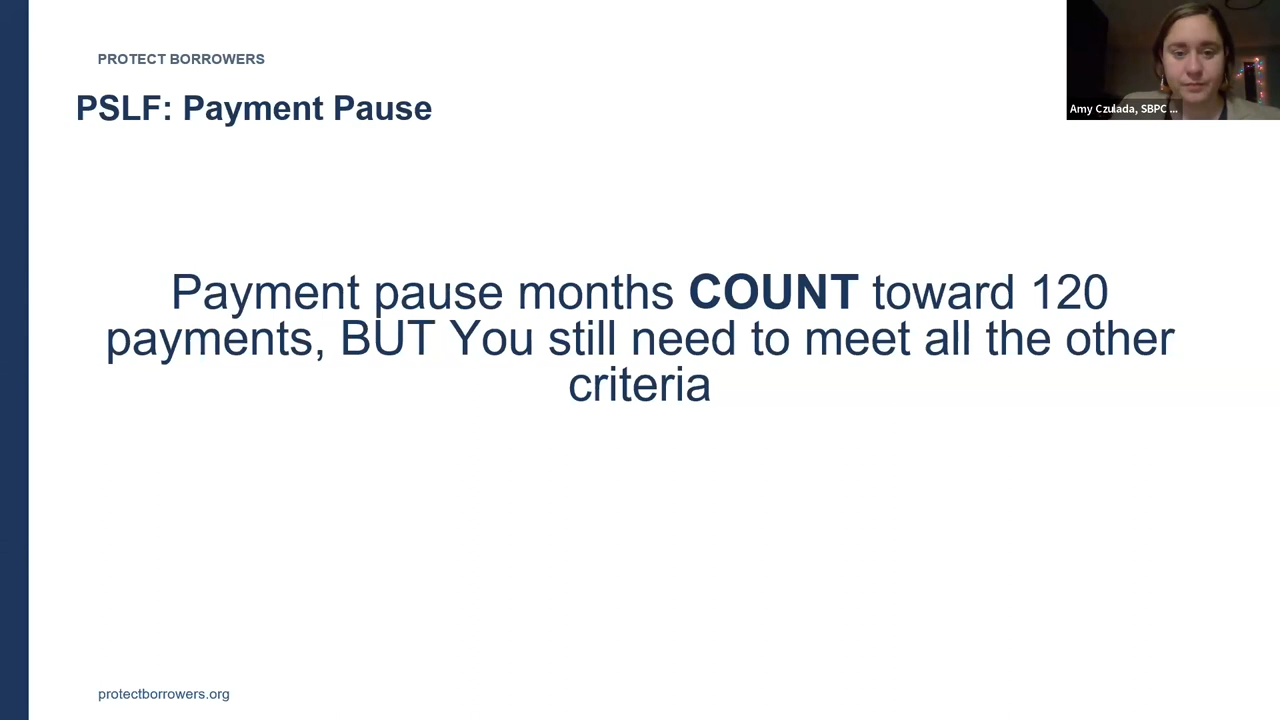 PROTECT BORROWERS
PSLF: Payment Pause
Amy Czulada, SBPC ...
Payment pause months COUNT toward 120
payments, BUT You still need to meet all the other
criteria
protectborrowers.org